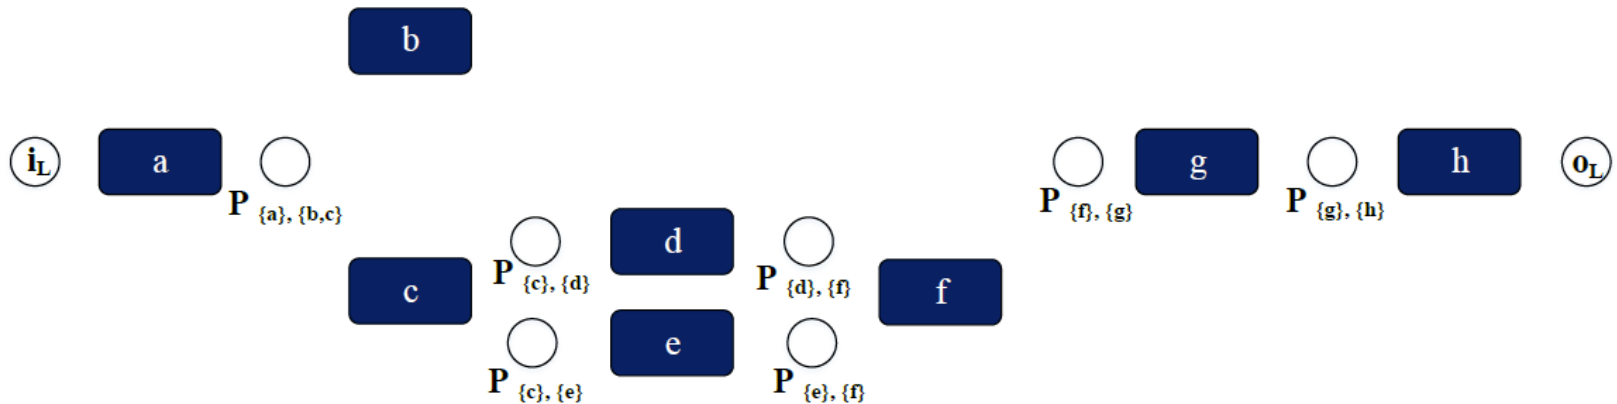 b
i_L
a
g
h
o_L
P {a}, {b,c}
P {f}, {g}
P {g}, {h}
d
P {c}, {d}
P {d}, {f}
c
f
e
P {c}, {e}
P {e}, {f}